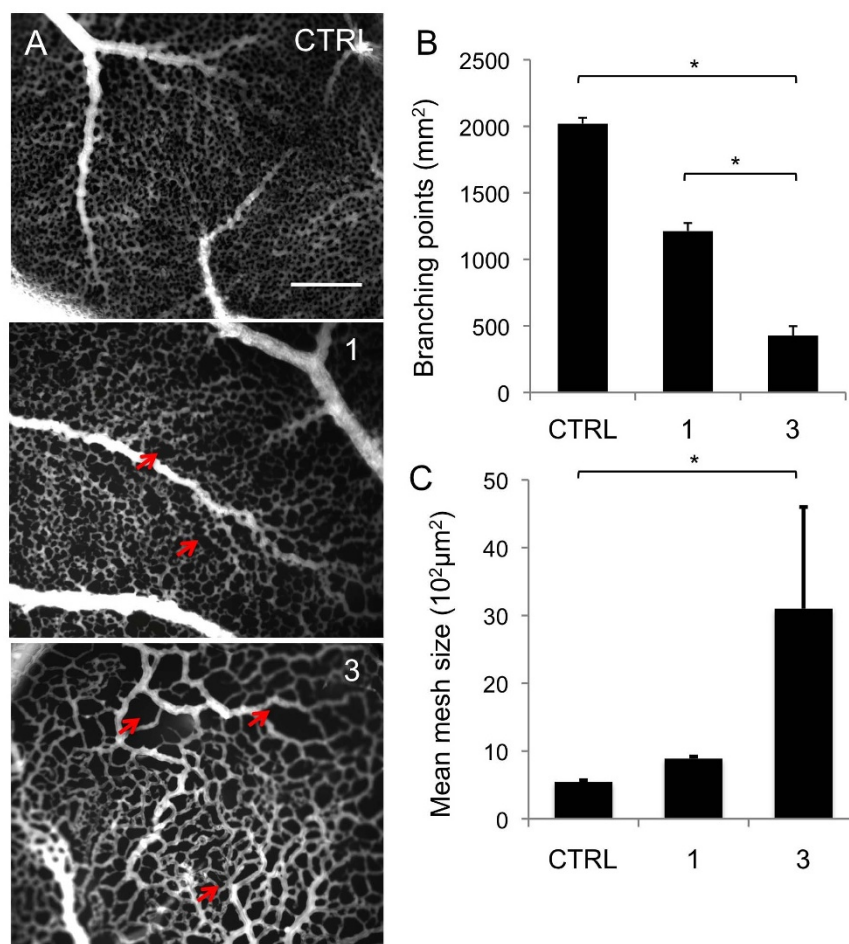 A
CTRL
1
3
B
Branching points (mm²)
2500
2000
1500
1000
500
0
*
*
CTRL 1 3
C
Mean mesh size (10²µm²)
50
40
30
20
10
0
*
CTRL 1 3